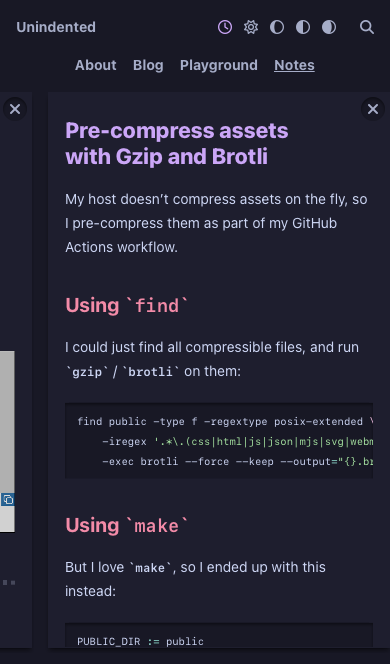 Unindented
About Blog Playground Notes
Pre-compress assets
with Gzip and Brotli
My host doesn’t compress assets on the fly, so
I pre-compress them as part of my GitHub
Actions workflow.
Using `find`
I could just find all compressible files, and run
`gzip` / `brotli` on them:
find public -type f -regextype posix-extended \
-iregex '.*\.(css|html|js|json|mjs|svg|webm
-exec brotli --force --keep --output="{}.br
Using `make`
But I love `make`, so I ended up with this
instead:
PUBLIC_DIR := public